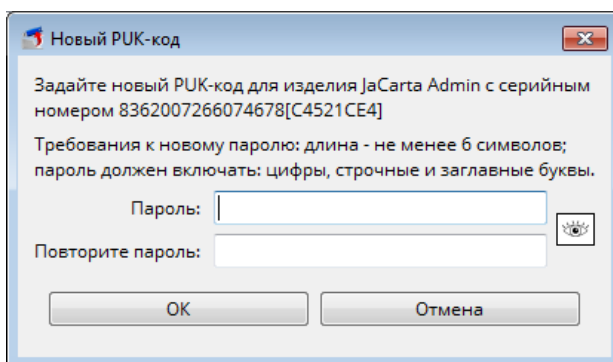 Новый PUK-код
Задайте новый PUK-код для изделия JaCarta Admin с серийным
номером 8362007266074678[C4521CE4]
Требования к новому паролю: длина - не менее 6 символов;
пароль должен включать: цифры, строчные и заглавные буквы.
Пароль:
Повторите пароль:
ОК
Отмена